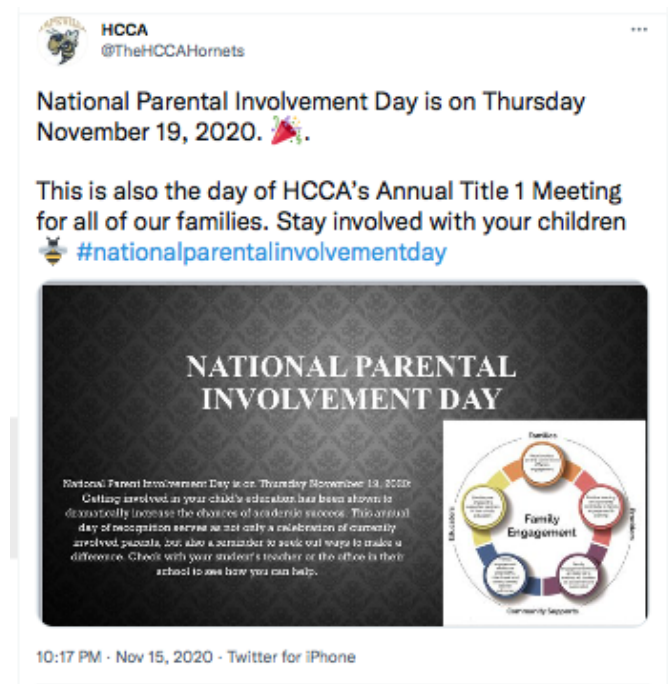 HCCA
@TheHCCAHornets
National Parental Involvement Day is on Thursday
November 19, 2020. 🎉.
This is also the day of HCCA's Annual Title 1 Meeting
for all of our families. Stay involved with your children
🐝 #nationalparentalinvolvementday
NATIONAL PARENTAL
INVOLVEMENT DAY
National Parent Involvement Day is on Thursday November 19, 2020.
Getting involved in your child's education has been shown to
dramatically increase the chances of academic success. This annual
day of recognition serves as not only a celebration of currently
involved parents, but also a reminder to seek out ways to make a
difference. Check with your student's teacher or the office in their
school to see how you can help.
Families
Educators
Family
Engagement
Community Supports
10:17 PM · Nov 15, 2020 · Twitter for iPhone